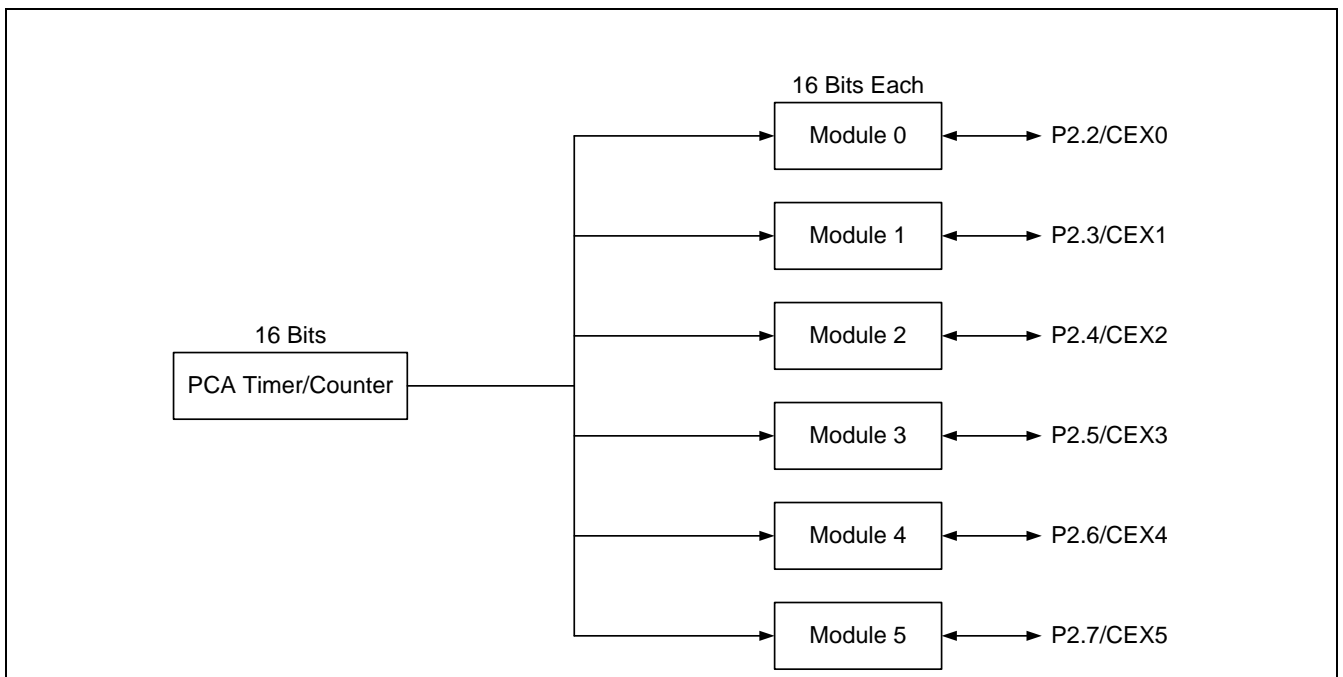 16 Bits Each
Module 0
P2.2/CEX0
Module 1
P2.3/CEX1
Module 2
P2.4/CEX2
16 Bits
PCA Timer/Counter
Module 3
P2.5/CEX3
Module 4
P2.6/CEX4
Module 5
P2.7/CEX5